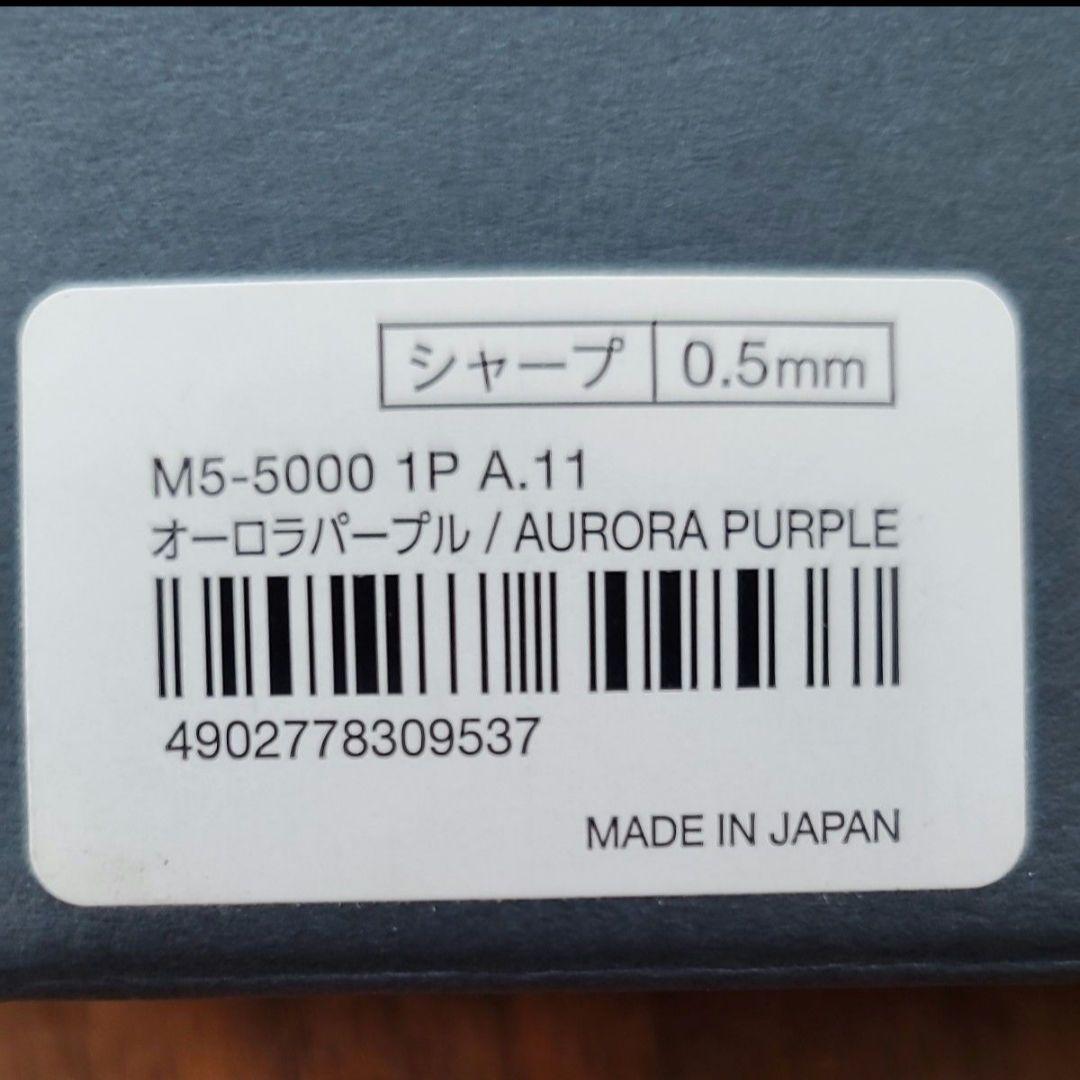 シャープ 0.5mm
M5-5000 1P A.11
オーロラパープル / AURORA PURPLE
4902778309537
MADE IN JAPAN